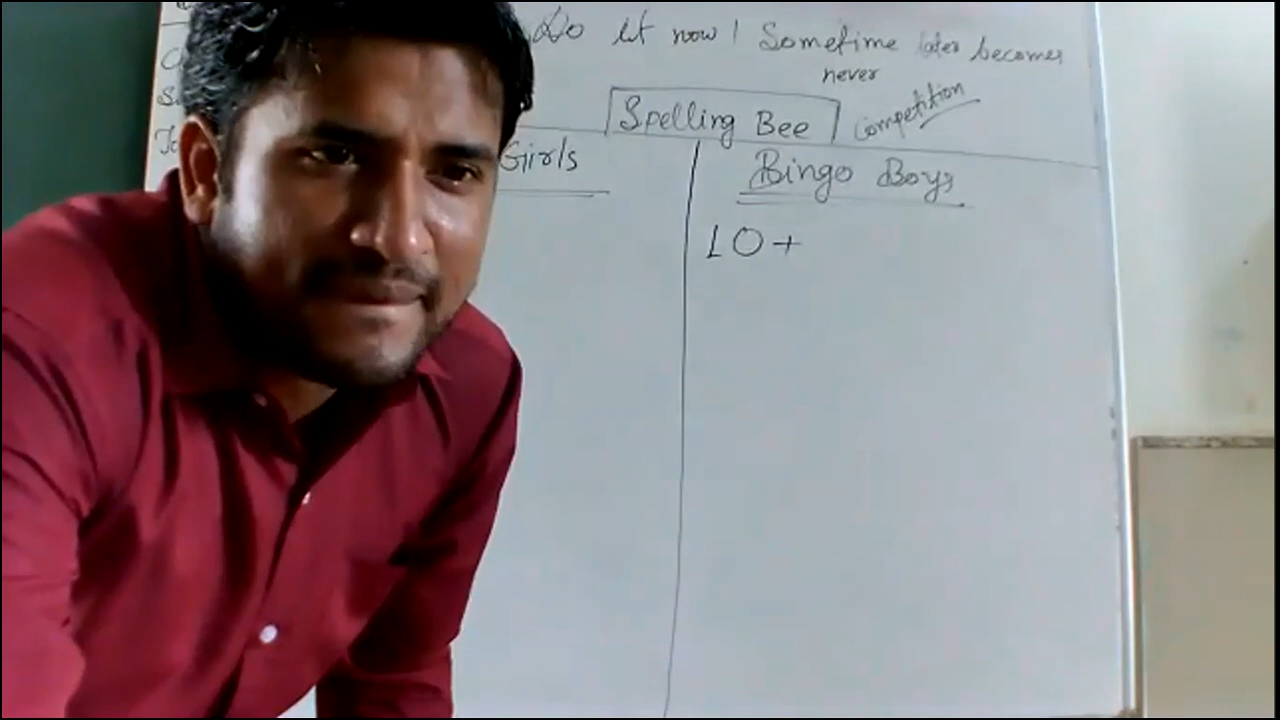 Do it now! Sometime later becomes
never
Spelling Bee Competition
Girls
Bingo Boys
10+